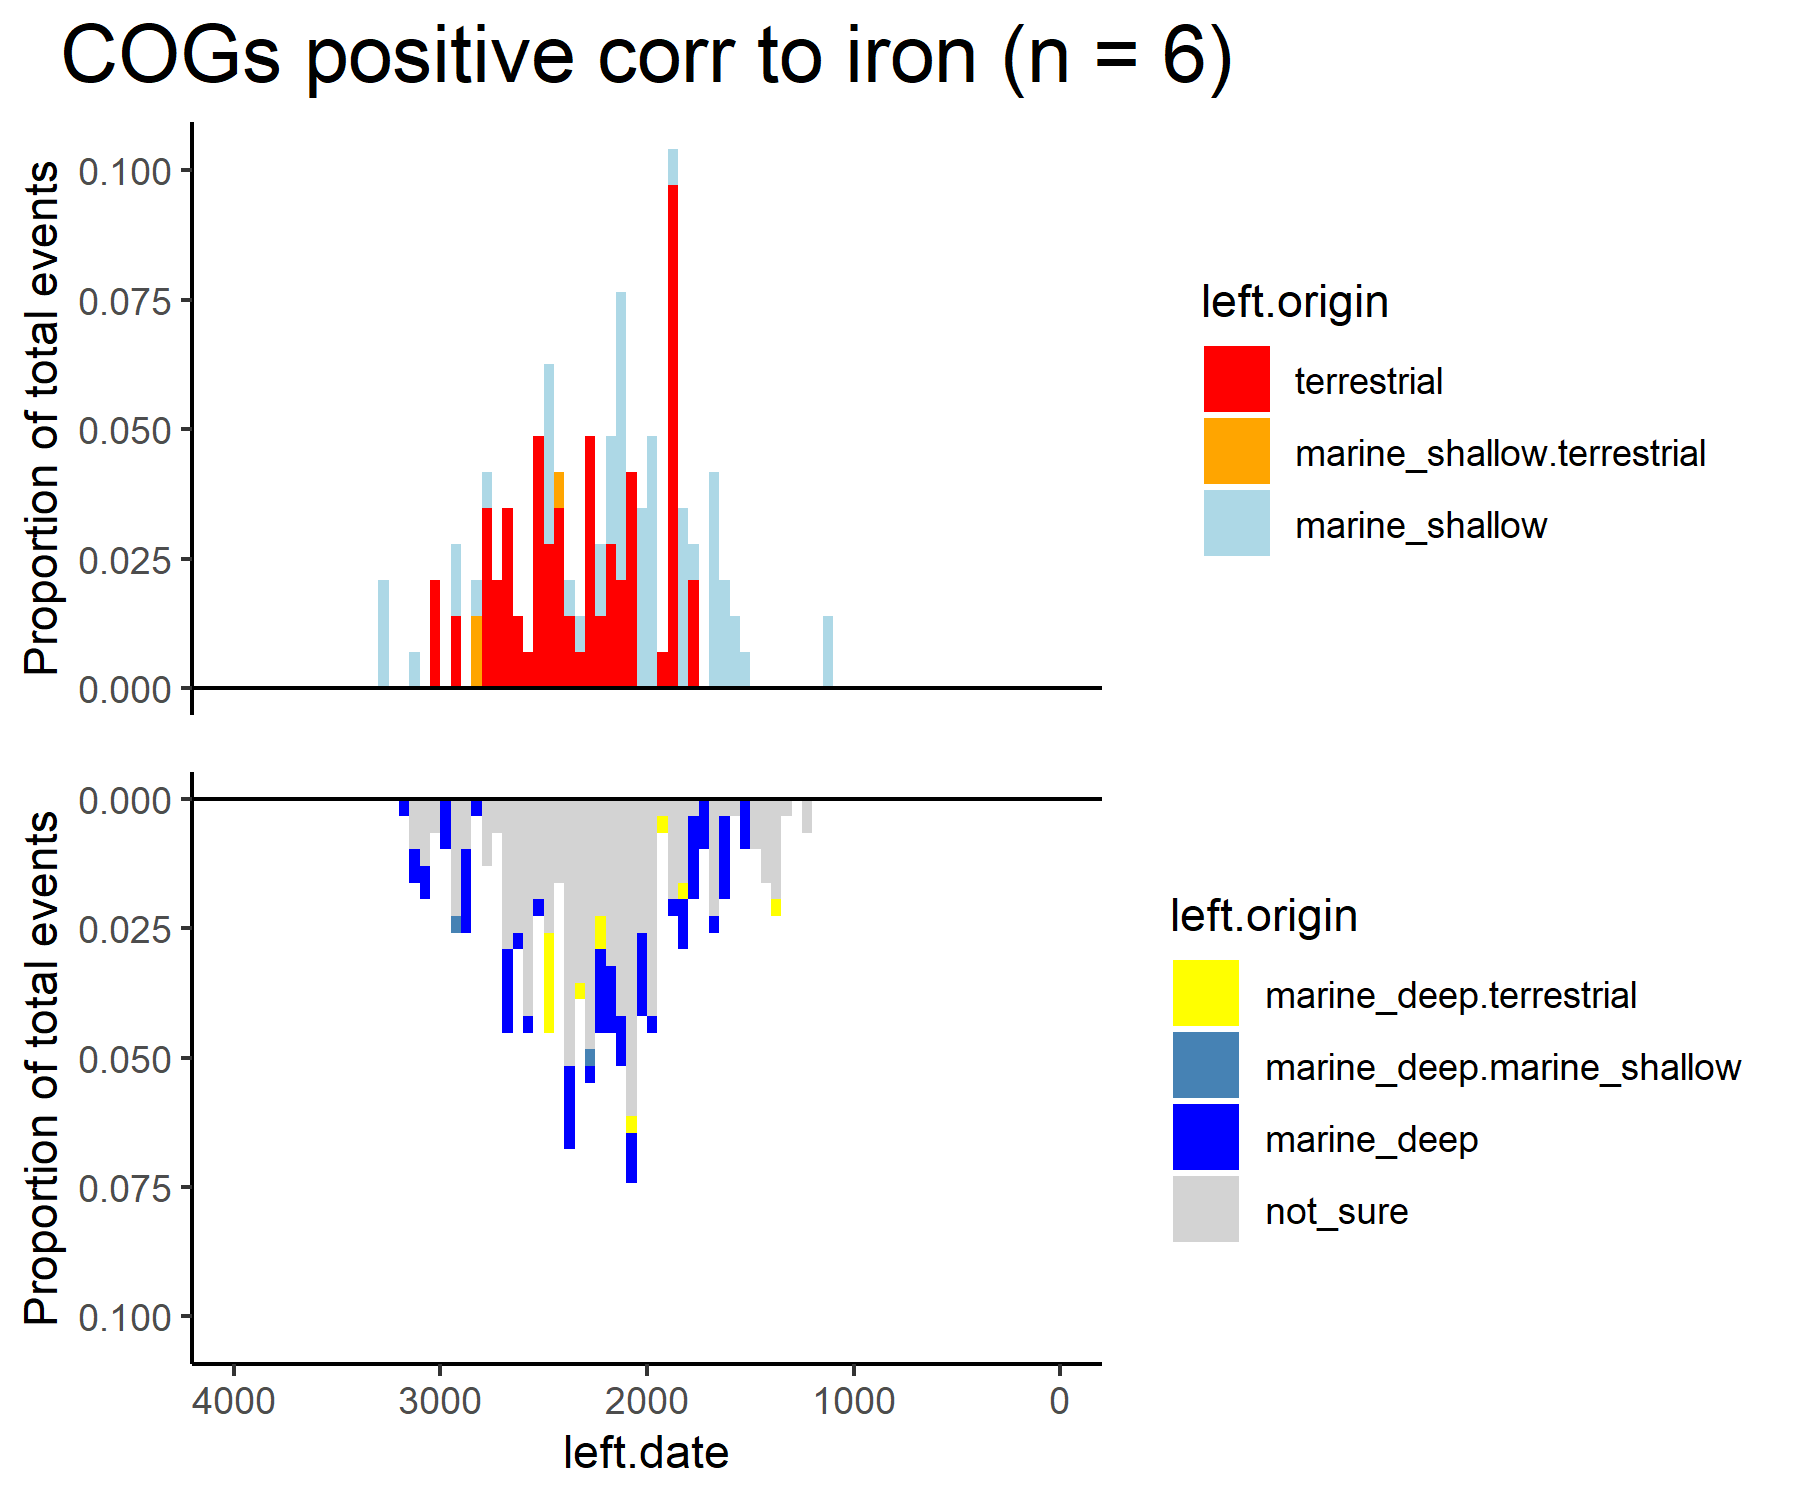 COGs positive corr to iron (n = 6)
Proportion of total events
0.100
0.075
0.050
0.025
0.000
left.origin
terrestrial
marine_shallow.terrestrial
marine_shallow
Proportion of total events
0.000
0.025
0.050
0.075
0.100
4000 3000 2000 1000 0
left.date
left.origin
marine_deep.terrestrial
marine_deep.marine_shallow
marine_deep
not_sure